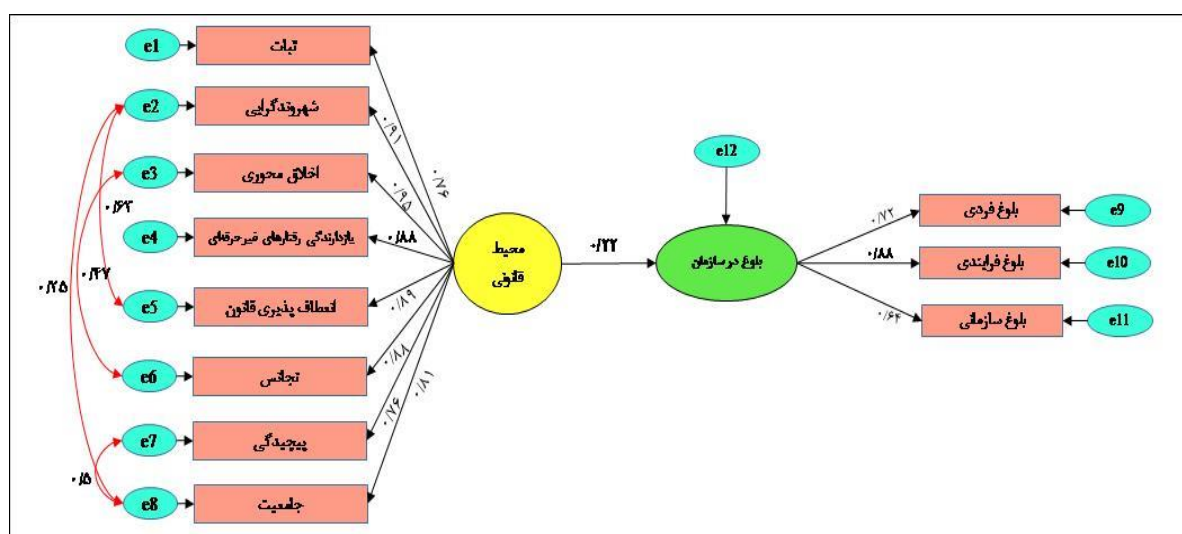 e1
ثبات
e2
شهروندگرایی
e3
اخلاق محوری
e4
بازدارندگی رفتارهای غیرحرفه‌ای
e5
انعطاف پذیری قانون
e6
تجانس
e7
پیچیدگی
e8
جامعیت
۰/۶۳
۰/۴۷
۰/۲۵
۰/۵
۰/۷۶
۰/۹۱
۰/۹۵
۰/۸۸
۰/۸۹
۰/۸۸
۰/۷۶
۰/۸۱
محیط
قانونی
۰/۲۲
e12
بلوغ در سازمان
۰/۷۲
۰/۸۸
۰/۶۴
بلوغ فردی
e9
بلوغ فرایندی
e10
بلوغ سازمانی
e11